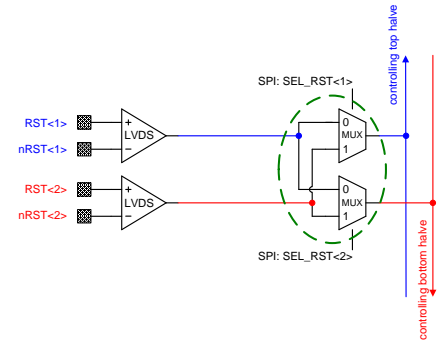 controlling top halve
SPI: SEL_RST<1>
RST<1>
+
LVDS
−
nRST<1>
0
MUX
1
RST<2>
+
LVDS
−
nRST<2>
0
MUX
1
SPI: SEL_RST<2>
controlling bottom halve